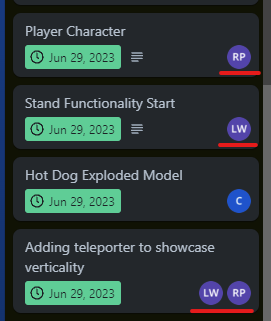 Player Character
Jun 29, 2023
RP
Stand Functionality Start
Jun 29, 2023
LW
Hot Dog Exploded Model
Jun 29, 2023
C
Adding teleporter to showcase
verticality
Jun 29, 2023
LW RP